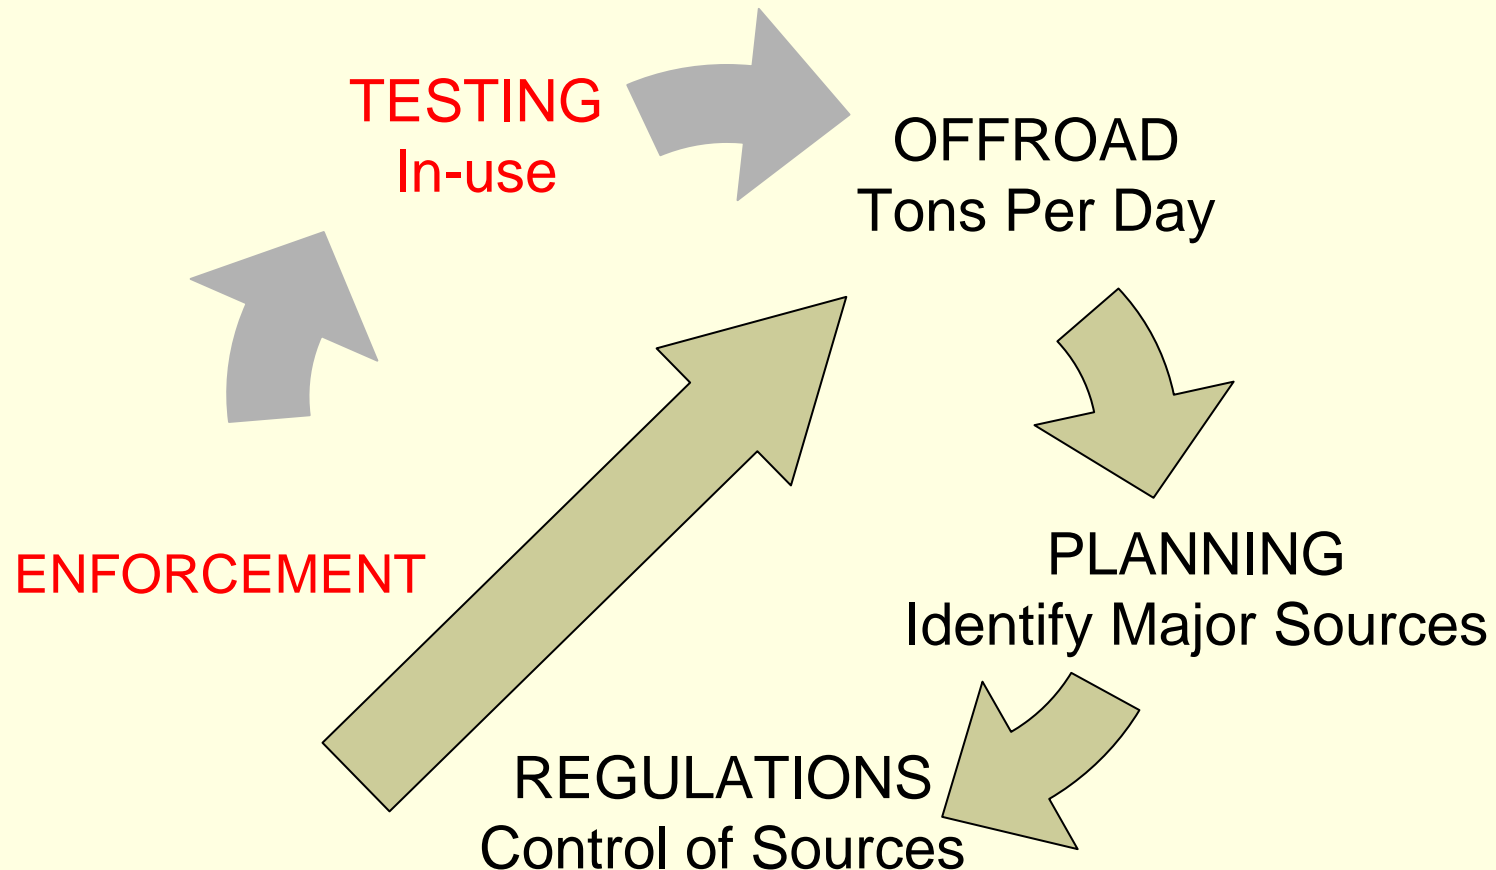 TESTING
In-use
OFFROAD
Tons Per Day
ENFORCEMENT
PLANNING
Identify Major Sources
REGULATIONS
Control of Sources